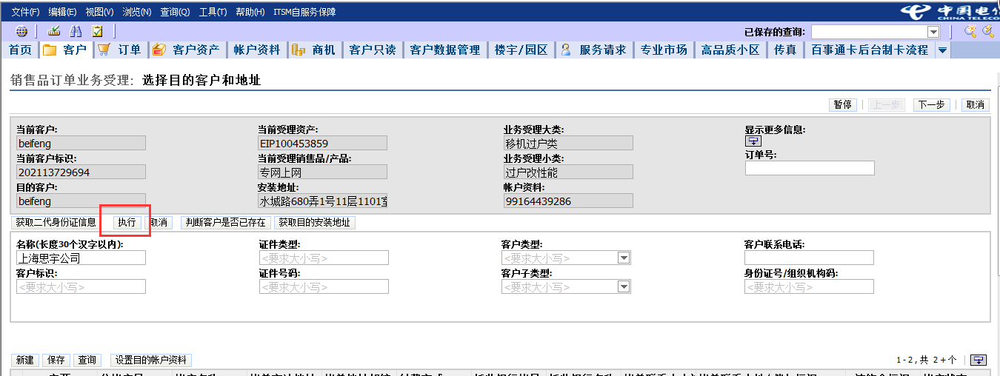 文件(F) 编辑(E) 视图(V) 浏览(N) 查询(Q) 工具(T) 帮助(H) ITSM自服务保障
中国电信
CHINA TELECO
已保存的查询:
首页 客户 订单 客户资产 帐户资料 商机 客户只读 客户数据管理 楼宇/园区 服务请求 专业市场 高品质小区 传真 百事通卡后台制卡流程
销售品订单业务受理: 选择目的客户和地址
暂停 上一步 下一步 取消
当前客户: 当前受理资产: 业务受理大类: 显示更多信息:
beifeng EIP100453859 移机过户类
当前客户标识: 当前受理销售品/产品: 业务受理小类: 订单号:
202113729694 专网上网 过户改性能
目的客户: 安装地址: 帐户资料:
beifeng 水城路680弄1号11层1101室 99164439286
获取二代身份证信息 执行 取消 判断客户是否已存在 获取目的安装地址
名称(长度30个汉字以内): 证件类型: 客户类型: 客户联系电话:
上海思宇公司 <要求大小写> <要求大小写>
客户标识: 证件号码: 客户子类型: 身份证号/组织机构码:
<要求大小写> <要求大小写> <要求大小写> <要求大小写>
新建 保存 查询 设置目的帐户资料 1-2,共 2+个